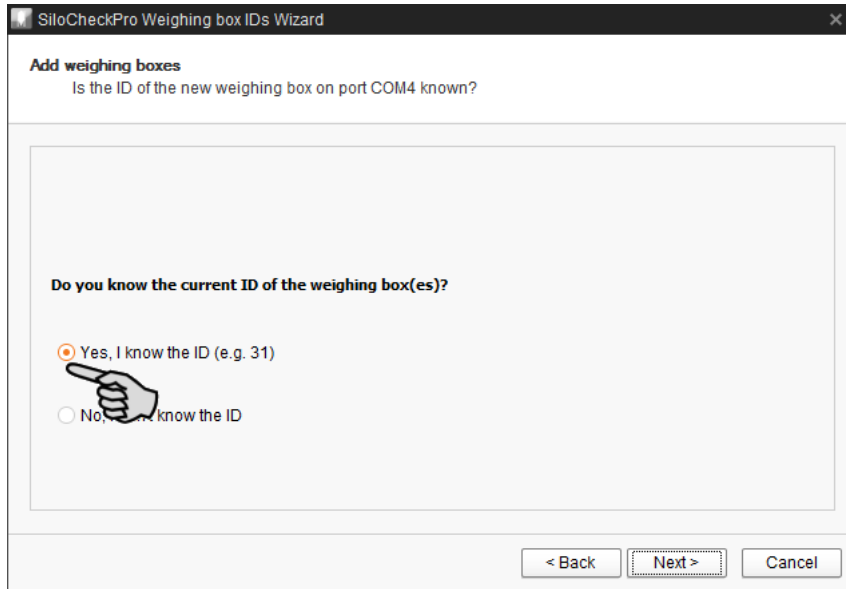 SiloCheckPro Weighing box IDs Wizard
Add weighing boxes
Is the ID of the new weighing box on port COM4 known?
Do you know the current ID of the weighing box(es)?
Yes, I know the ID (e.g. 31)
No, know the ID
< Back Next > Cancel